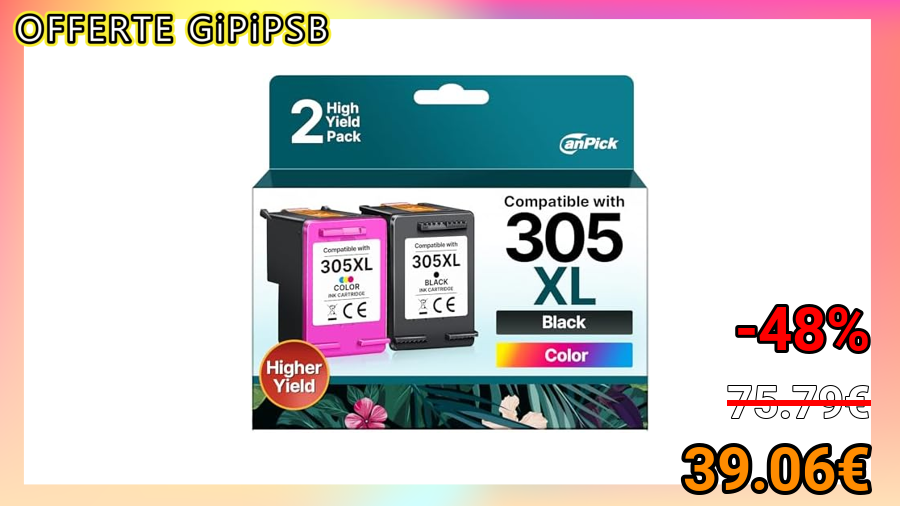 OFFERTE GiPiPSB
2 High
Yield
Pack
CanPick
Compatible with
305
XL
Black
Color
Compatible with
305XL
COLOR
INK CARTRIDGE
CE
Compatible with
305XL
BLACK
INK CARTRIDGE
CE
Higher
Yield
-48%
75.79€
39.06€